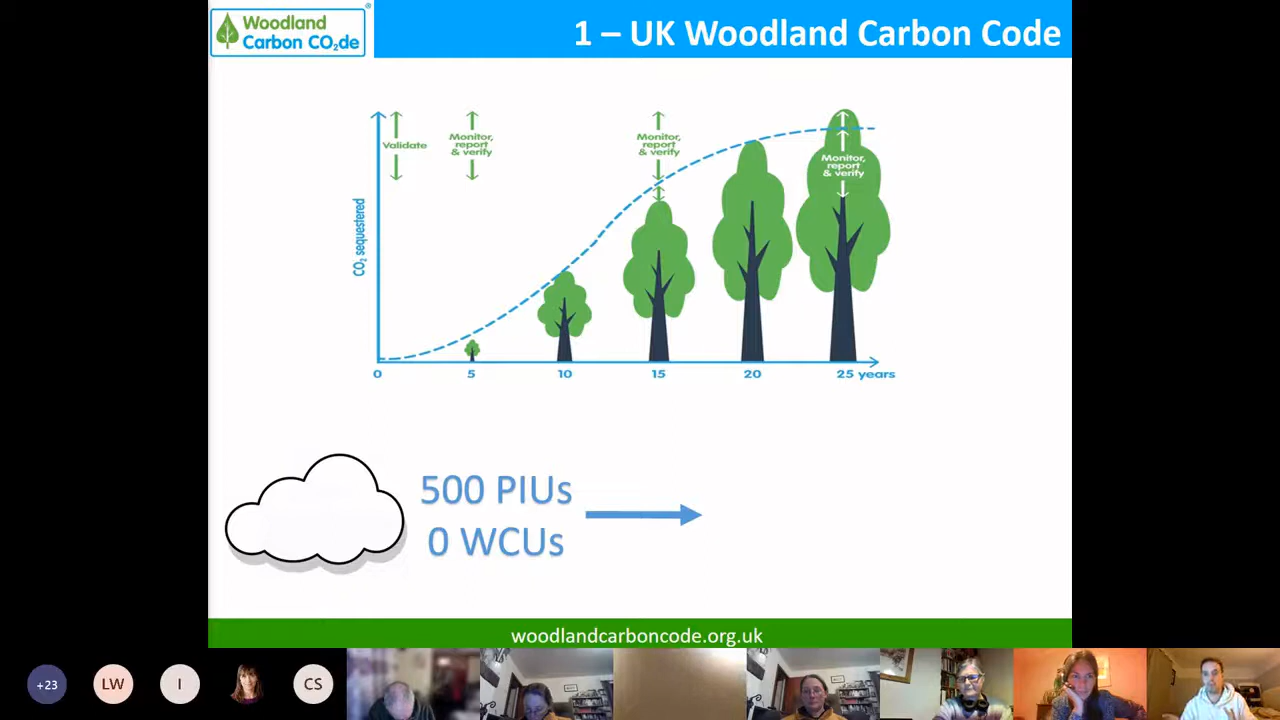 Woodland
Carbon CO₂de
®
1 – UK Woodland Carbon Code
Validate
Monitor,
report
& verify
Monitor,
report
& verify
Monitor,
report
& verify
CO₂ sequestered
0
5
10
15
20
25 years
500 PIUs
0 WCUs
woodlandcarboncode.org.uk
+23
LW
I
CS